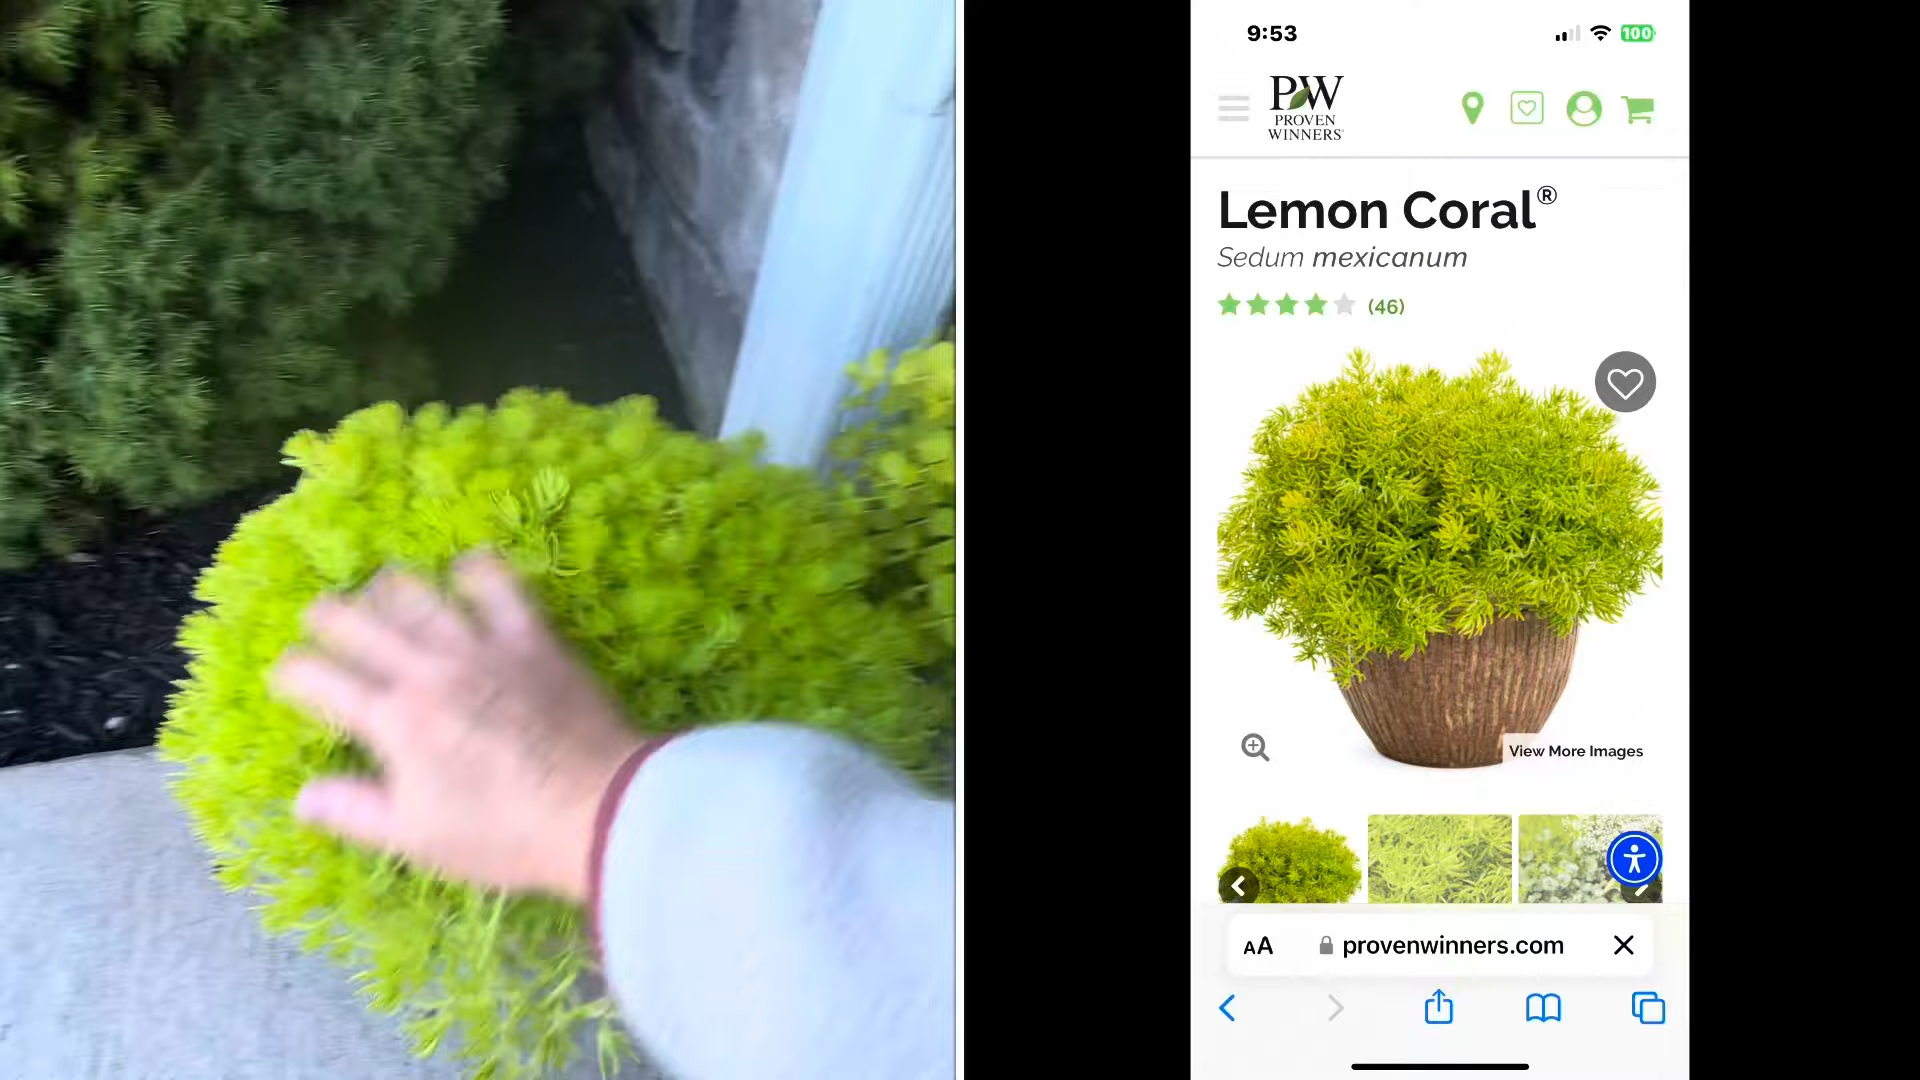 9:53
100
PW
PROVEN
WINNERS®
Lemon Coral®
Sedum mexicanum
(46)
View More Images
AA provenwinners.com